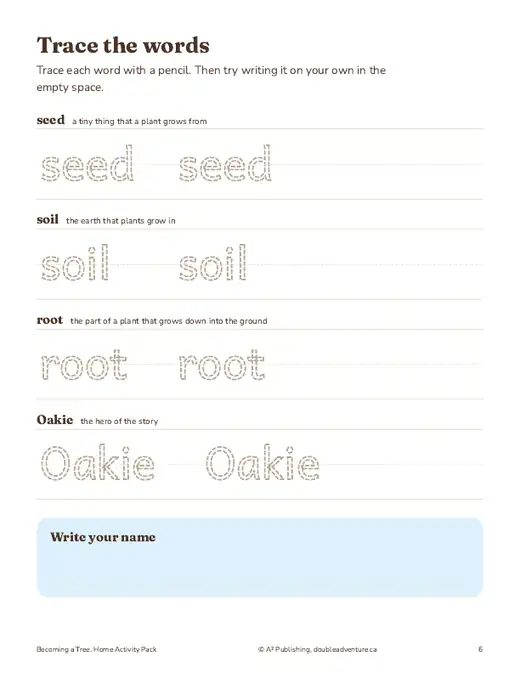 Trace the words
Trace each word with a pencil. Then try writing it on your own in the
empty space.
seed a tiny thing that a plant grows from
seed seed
soil the earth that plants grow in
soil soil
root the part of a plant that grows down into the ground
root root
Oakie the hero of the story
Oakie Oakie
Write your name
Becoming a Tree. Home Activity Pack © A² Publishing, doubleadventure.ca 6